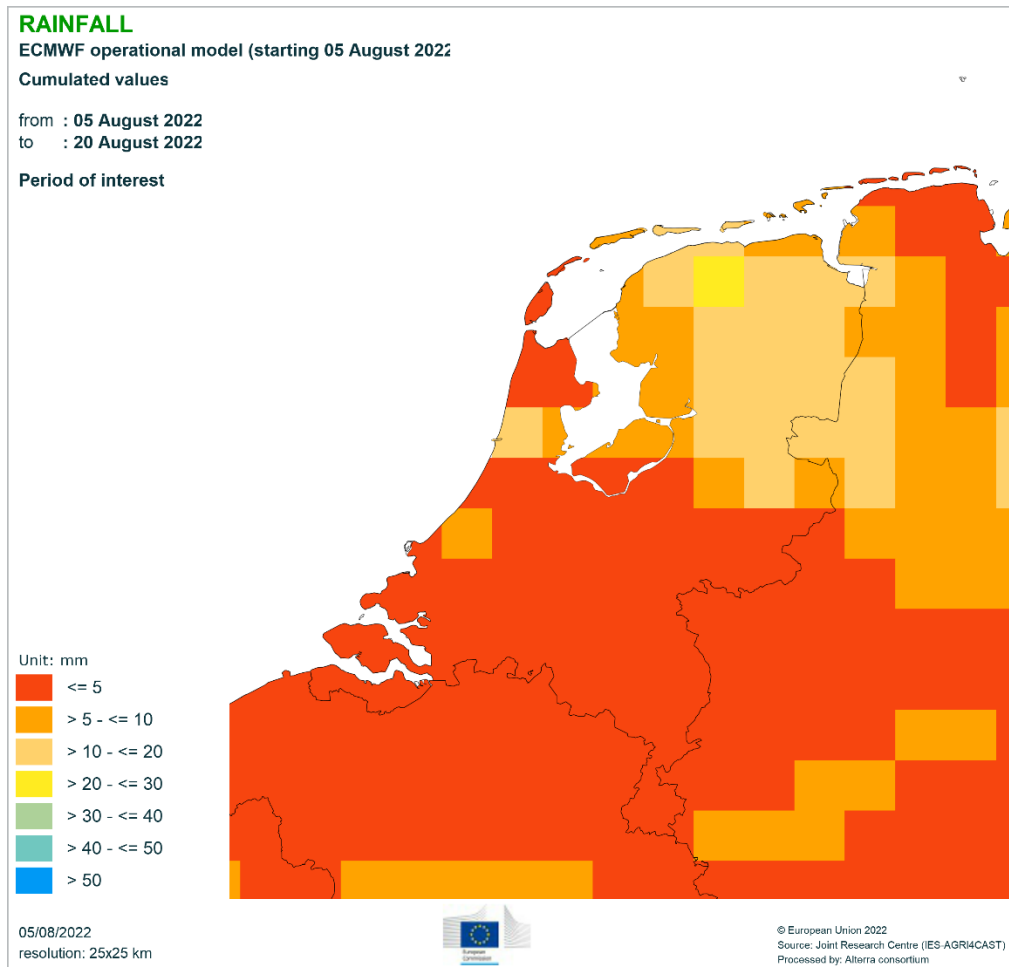 RAINFALL
ECMWF operational model (starting 05 August 2022
Cumulated values
from : 05 August 2022
to : 20 August 2022
Period of interest
Unit: mm
<= 5
> 5 - <= 10
> 10 - <= 20
> 20 - <= 30
> 30 - <= 40
> 40 - <= 50
> 50
05/08/2022
resolution: 25x25 km
European
Commission
© European Union 2022
Source: Joint Research Centre (IES-AGRI4CAST)
Processed by: Alterra consortium